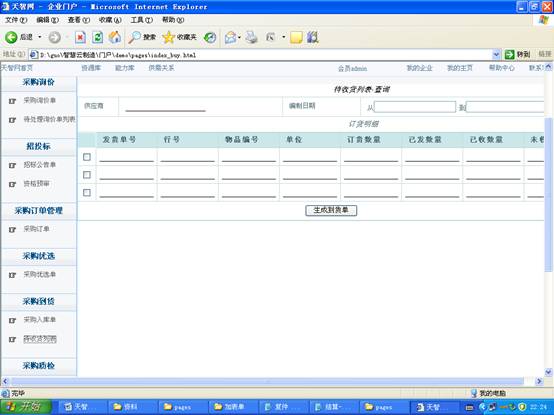 天智网 - 企业门户 - Microsoft Internet Explorer
文件(F) 编辑(E) 查看(V) 收藏(A) 工具(T) 帮助(H)
后退 搜索 收藏夹
地址(D) D:\guo\智慧云制造\门户\demo\pages\index_buy.html 转到 链接
天智网首页 资源库 能力库 供需关系 会员admin 我的企业 我的主页 帮助中心
采购询价
采购询价单
待处理询价单列表
招投标
招标公告单
资格预审
采购订单管理
采购订单
采购优选
采购优选单
采购到货
采购入库单
待收货列表
采购质检
待收货列表-查询
供应商 编制日期 从 到
订货明细
发货单号 行号 物品编号 单位 订货数量 已发数量 已收数量 未收
生成到货单
完毕 我的电脑
开始 天智... 资料 pages 加表单 复件 ... 结算-... pages 天智... 我的电脑 22:24